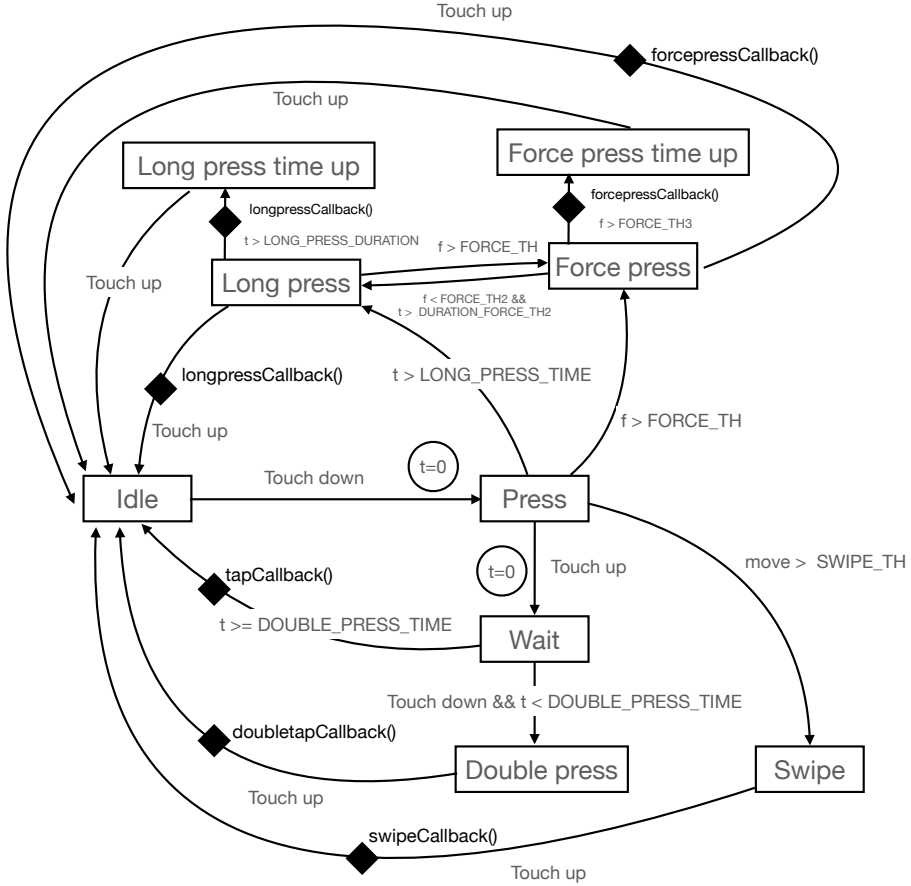 Touch up
forcepressCallback()
Touch up
Long press time up
Force press time up
longpressCallback()
forcepressCallback()
t > LONG_PRESS_DURATION
f > FORCE_TH3
f > FORCE_TH
Touch up
Long press
Force press
f < FORCE_TH2 &&
t > DURATION_FORCE_TH2
longpressCallback()
t > LONG_PRESS_TIME
Touch up
f > FORCE_TH
t=0
Touch down
Idle
Press
t=0
Touch up
move > SWIPE_TH
tapCallback()
t >= DOUBLE_PRESS_TIME
Wait
Touch down && t < DOUBLE_PRESS_TIME
doubletapCallback()
Double press
Swipe
Touch up
swipeCallback()
Touch up